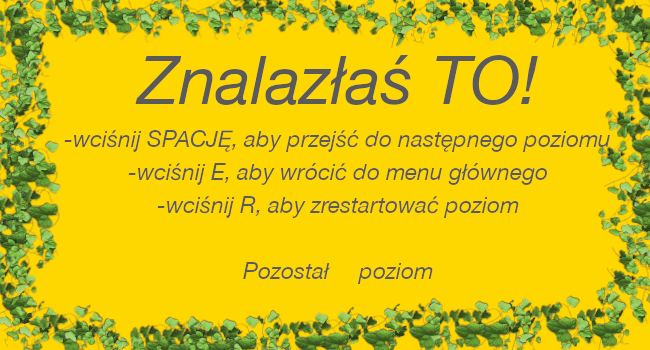 Znalazłaś TO!
-wciśnij SPACJĘ, aby przejść do następnego poziomu
-wciśnij E, aby wrócić do menu głównego
-wciśnij R, aby zrestartować poziom
Pozostał poziom